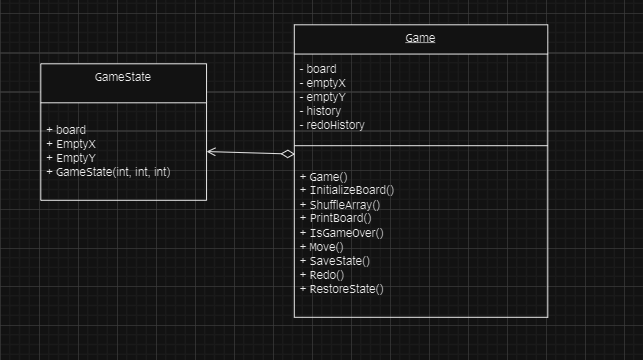 GameState
+ board
+ EmptyX
+ EmptyY
+ GameState(int, int, int)
Game
- board
- emptyX
- emptyY
- history
- redoHistory
+ Game()
+ InitializeBoard()
+ ShuffleArray()
+ PrintBoard()
+ IsGameOver()
+ Move()
+ SaveState()
+ Redo()
+ RestoreState()